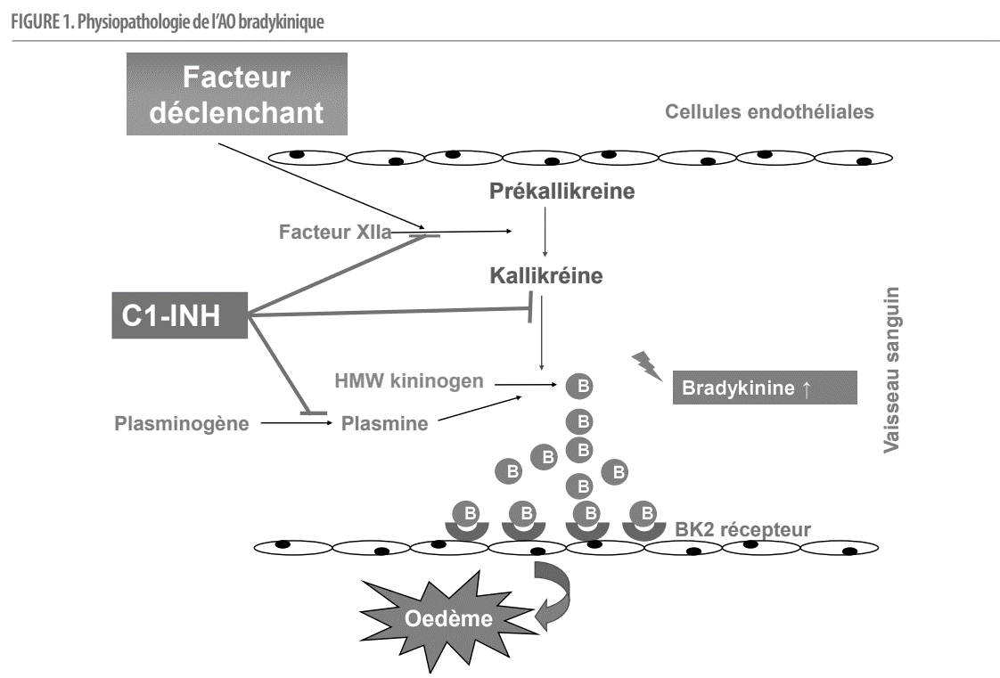 FIGURE 1. Physiopathologie de l'AO bradykinique
Facteur
déclenchant
Cellules endothéliales
Prékallikreine
Facteur XIIa
Kallikréine
C1-INH
Vaisseau sanguin
HMW kininogen
B
Bradykinine ↑
Plasminogène
Plasmine
B
B
B
B
B
B
B
B
B
B
BK2 récepteur
Oedème